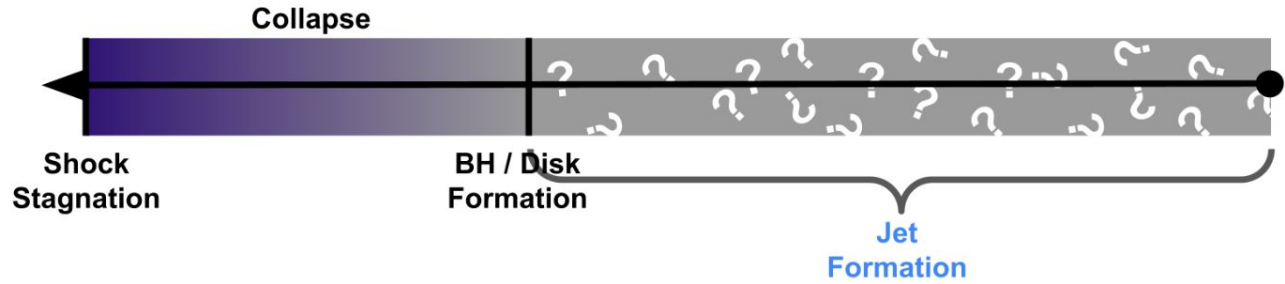 Collapse
Shock
Stagnation
BH / Disk
Formation
? ? ? ? ? ? ? ? ? ? ? ? ? ? ? ? ? ? ?
Jet
Formation